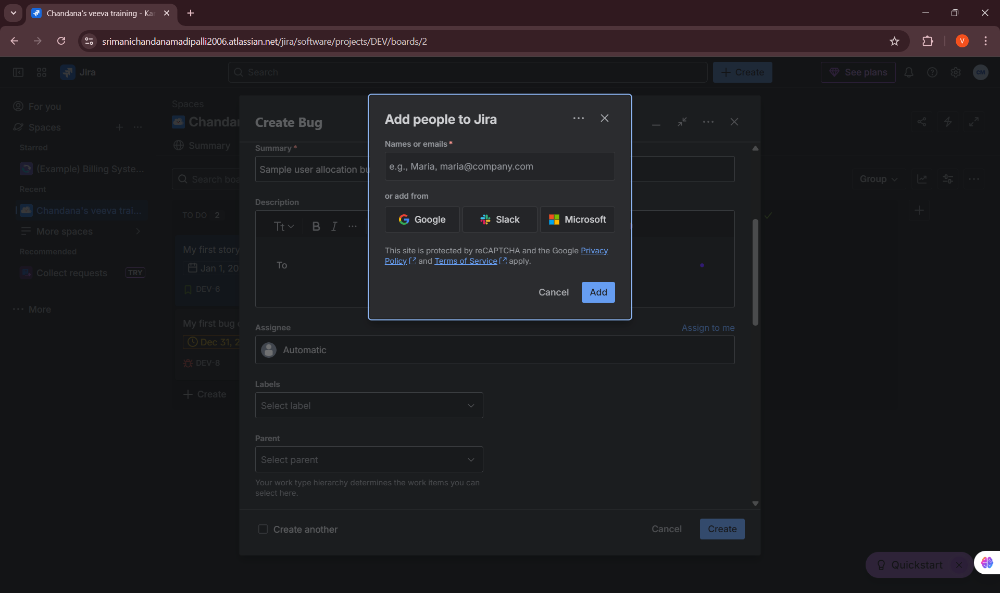 Chandana's veeva training - Ka
srimanichandanamadipalli2006.atlassian.net/jira/software/projects/DEV/boards/2
V
Jira
Search
Create
See plans
CM
For you
Spaces
Starred
(Example) Billing Syste...
Recent
Chandana's veeva trai...
More spaces
Recommended
Collect requests
TRY
More
Spaces
Chandan
Summary
Search boa
Group
TO DO 2
My first story
Jan 1, 20
DEV-6
My first bug
Dec 31, 2
DEV-8
Create
Create Bug
Summary *
Sample user allocation bu
Description
Tt B I
To
Assignee
Assign to me
Automatic
Labels
Select label
Parent
Select parent
Your work type hierarchy determines the work items you can
select here.
Create another
Cancel
Create
Add people to Jira
Names or emails *
e.g., Maria, maria@company.com
or add from
Google
Slack
Microsoft
This site is protected by reCAPTCHA and the Google Privacy
Policy and Terms of Service apply.
Cancel
Add
Quickstart